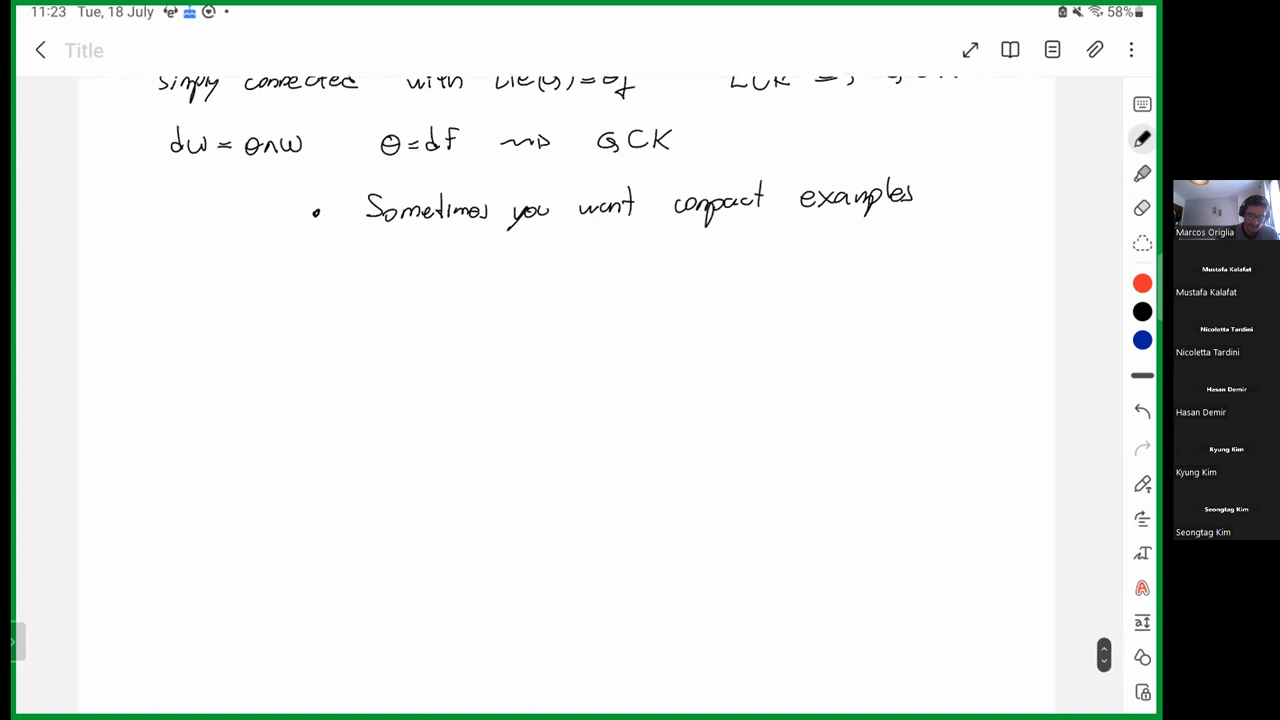 11:23 Tue, 18 July
58%
Title
simply connected with
dω = θ∧ω θ = df ⇝ GCK
• Sometimes you want compact examples
Marcos Origlia
Mustafa Kalafat
Mustafa Kalafat
Nicoletta Tardini
Nicoletta Tardini
Hasan Demir
Hasan Demir
Kyung Kim
Kyung Kim
Seongtag Kim
Seongtag Kim